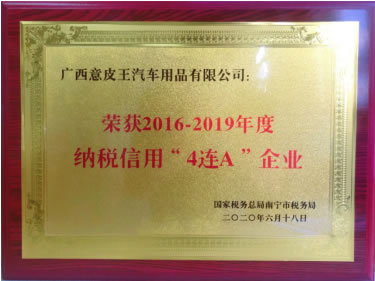 广西意皮王汽车用品有限公司：
荣获2016-2019年度
纳税信用“4连A”企业
国家税务总局南宁市税务局
二〇二〇年六月十八日